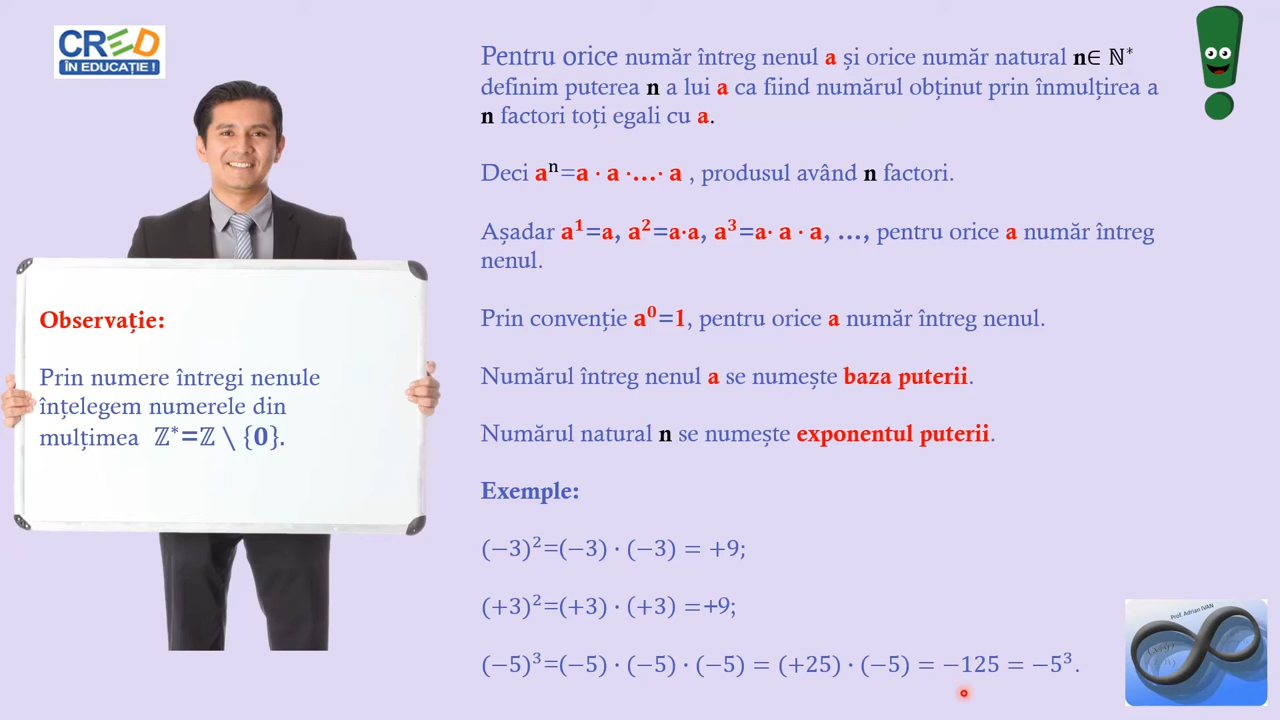 CRED
ÎN EDUCAȚIE !
Pentru orice număr întreg nenul a și orice număr natural n∈ ℕ*
definim puterea n a lui a ca fiind numărul obținut prin înmulțirea a
n factori toți egali cu a.
Deci aⁿ=a · a ·…· a , produsul având n factori.
Așadar a¹=a, a²=a·a, a³=a· a · a, …, pentru orice a număr întreg
nenul.
Prin convenție a⁰=1, pentru orice a număr întreg nenul.
Numărul întreg nenul a se numește baza puterii.
Numărul natural n se numește exponentul puterii.
Exemple:
(−3)²=(−3) · (−3) = +9;
(+3)²=(+3) · (+3) =+9;
(−5)³=(−5) · (−5) · (−5) = (+25) · (−5) = −125 = −5³.
Observație:
Prin numere întregi nenule
înțelegem numerele din
mulțimea ℤ*=ℤ \ {0}.
Prof. Adrian IVAN